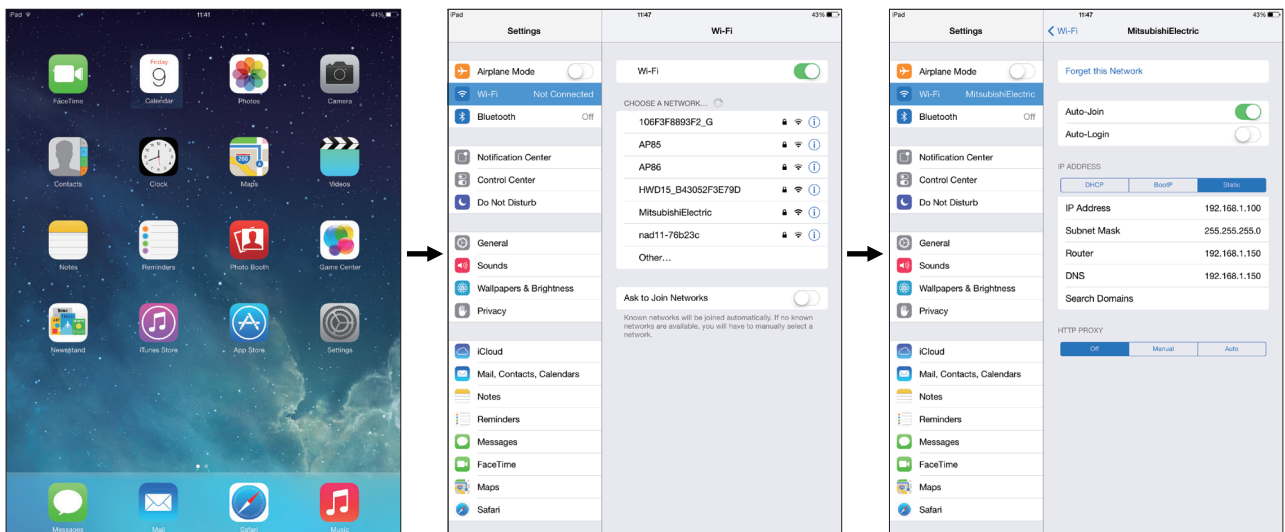 iPad 11:41 44%
Friday
9
FaceTime Calendar Photos Camera
280
Contacts Clock Maps Videos
Notes Reminders Photo Booth Game Center
Newsstand iTunes Store App Store Settings
Messages Mail Safari Music
iPad 11:47 43%
Settings
Airplane Mode
Wi-Fi Not Connected
Bluetooth Off
Notification Center
Control Center
Do Not Disturb
General
Sounds
Wallpapers & Brightness
Privacy
iCloud
Mail, Contacts, Calendars
Notes
Reminders
Messages
FaceTime
Maps
Safari
Wi-Fi
Wi-Fi
CHOOSE A NETWORK...
106F3F8893F2_G
AP85
AP86
HWD15_B43052F3E79D
MitsubishiElectric
nad11-76b23c
Other...
Ask to Join Networks
Known networks will be joined automatically. If no known
networks are available, you will have to manually select a
network.
iPad 11:47 43%
Settings
Airplane Mode
Wi-Fi MitsubishiElectric
Bluetooth Off
Notification Center
Control Center
Do Not Disturb
General
Sounds
Wallpapers & Brightness
Privacy
iCloud
Mail, Contacts, Calendars
Notes
Reminders
Messages
FaceTime
Maps
Safari
Wi-Fi MitsubishiElectric
Forget this Network
Auto-Join
Auto-Login
IP ADDRESS
DHCP BootP Static
IP Address 192.168.1.100
Subnet Mask 255.255.255.0
Router 192.168.1.150
DNS 192.168.1.150
Search Domains
HTTP PROXY
Off Manual Auto